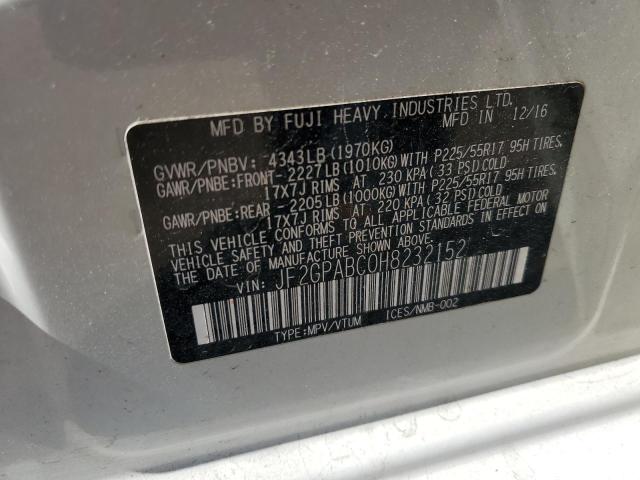 MFD BY FUJI HEAVY INDUSTRIES LTD.
MFD IN 12/16
GVWR/PNBV: 4343LB(1970KG)
GAWR/PNBE:FRONT-2227LB(1010KG)WITH P225/55R17 95H TIRES,
17X7J RIMS AT 230 KPA(33 PSI)COLD
GAWR/PNBE:REAR -2205LB(1000KG)WITH P225/55R17 95H TIRES,
17X7J RIMS AT 220 KPA(32 PSI)COLD
THIS VEHICLE CONFORMS TO ALL APPLICABLE FEDERAL MOTOR
VEHICLE SAFETY AND THEFT PREVENTION STANDARDS IN EFFECT ON
THE DATE OF MANUFACTURE SHOWN ABOVE.
VIN: JF2GPABC0H8232152
TYPE:MPV/VTUM ICES/NMB-002